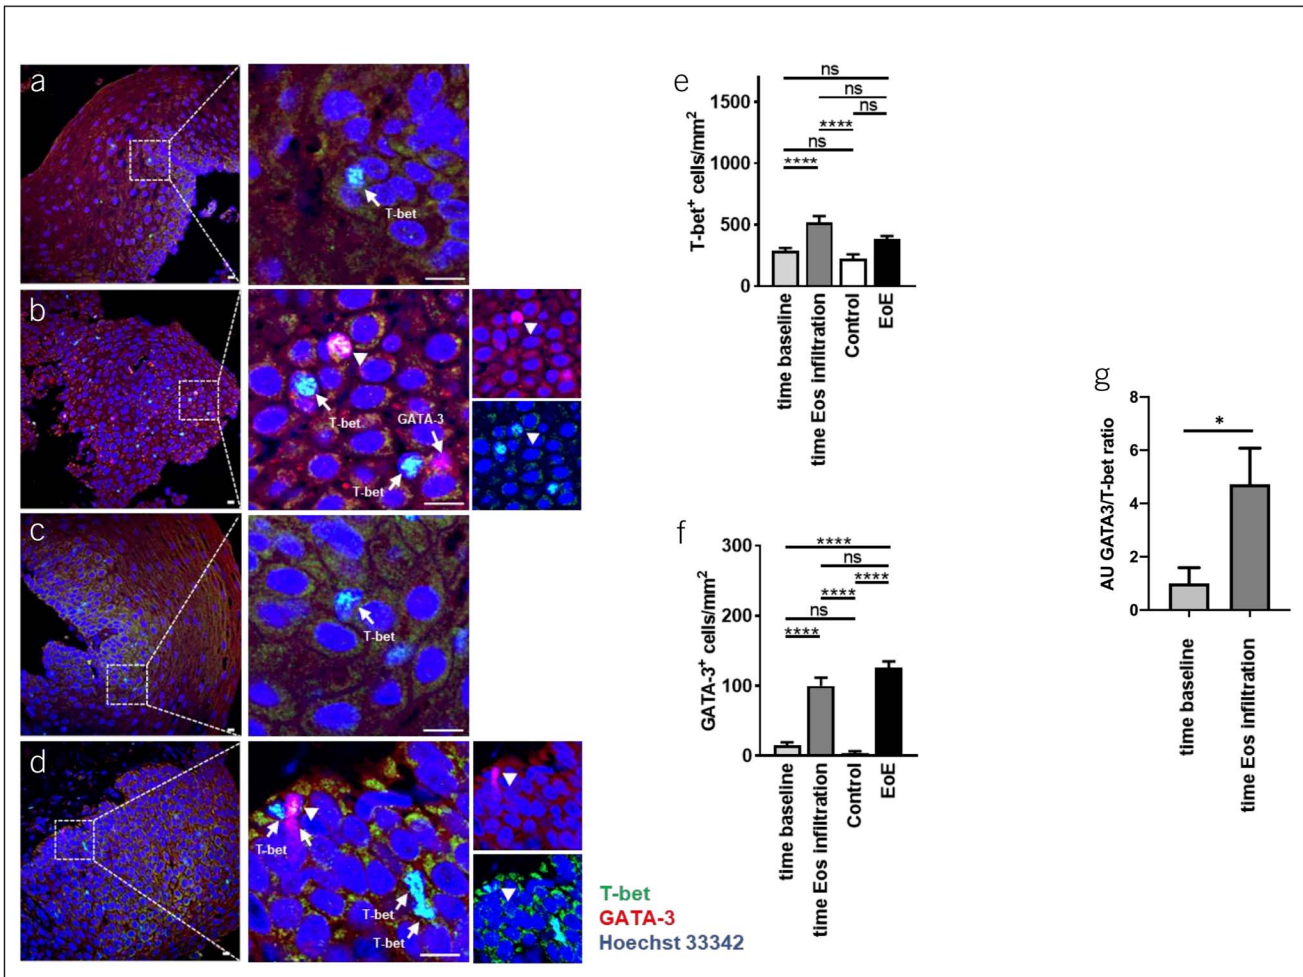 a
T-bet
b
T-bet
GATA-3
T-bet
c
T-bet
d
T-bet
T-bet
T-bet
T-bet
GATA-3
Hoechst 33342
e
T-bet+ cells/mm2
1500
1000
500
0
ns
ns
ns
****
ns
****
time baseline
time Eos infiltration
Control
EoE
f
GATA-3+ cells/mm2
300
200
100
0
****
ns
****
****
ns
****
time baseline
time Eos infiltration
Control
EoE
g
AU GATA3/T-bet ratio
8
6
4
2
0
*
time baseline
time Eos infiltration